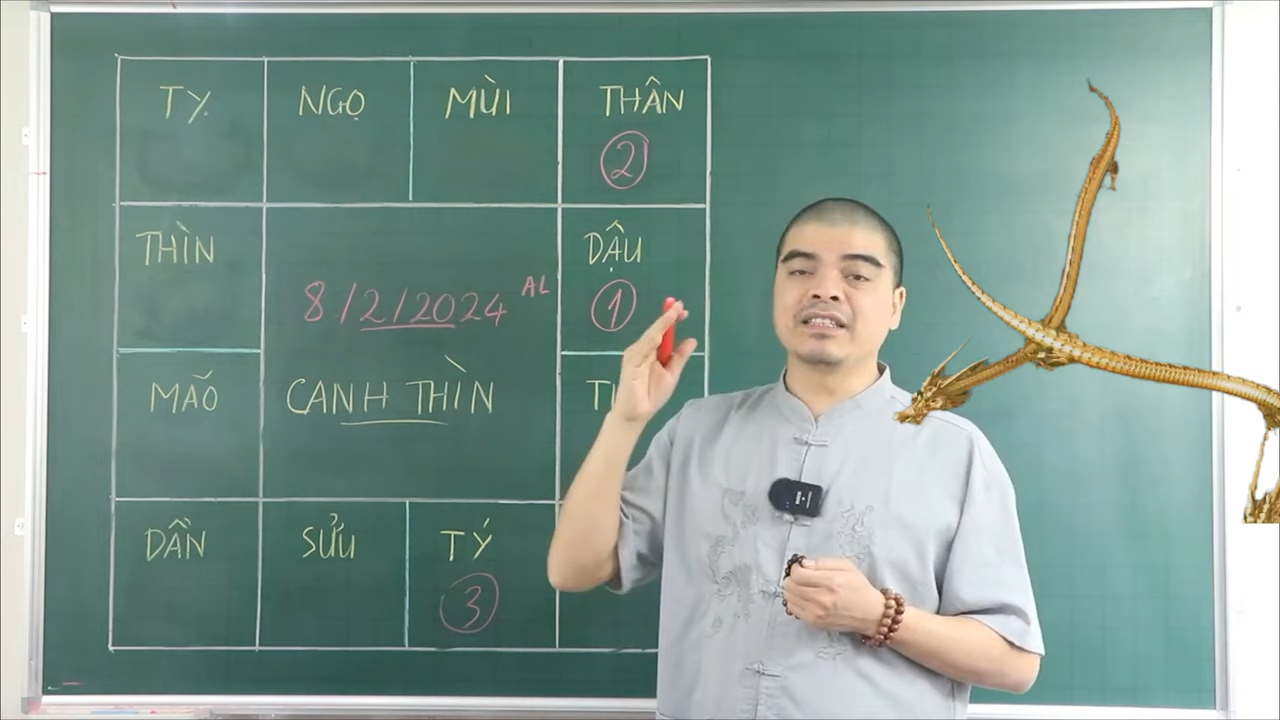 TỴ NGỌ MÙI THÂN
2
THÌN DẬU
8/2/2024 AL 1
MÃO CANH THÌN
DẦN SỬU TÝ
3